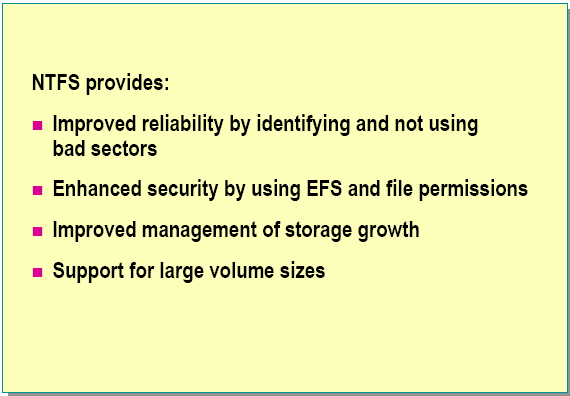 NTFS provides:
Improved reliability by identifying and not using
bad sectors
Enhanced security by using EFS and file permissions
Improved management of storage growth
Support for large volume sizes